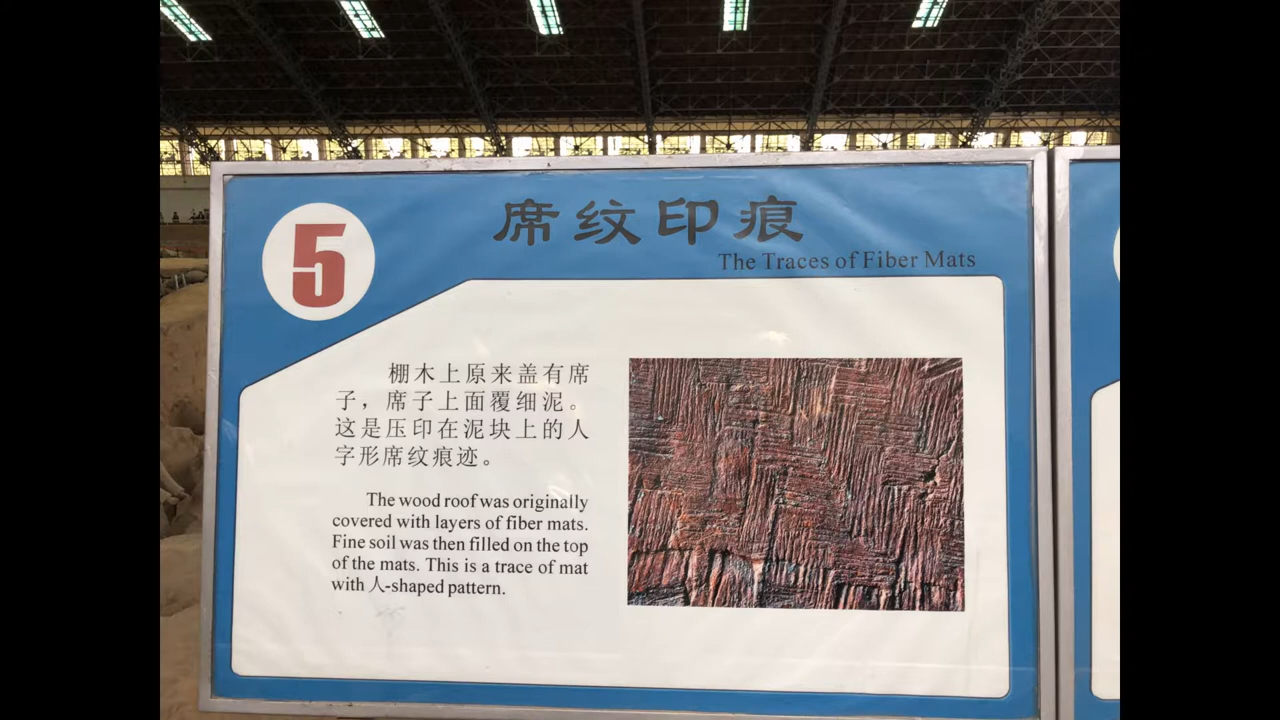 5
席纹印痕
The Traces of Fiber Mats
棚木上原来盖有席
子，席子上面覆细泥。
这是压印在泥块上的人
字形席纹痕迹。
The wood roof was originally
covered with layers of fiber mats.
Fine soil was then filled on the top
of the mats. This is a trace of mat
with 人-shaped pattern.